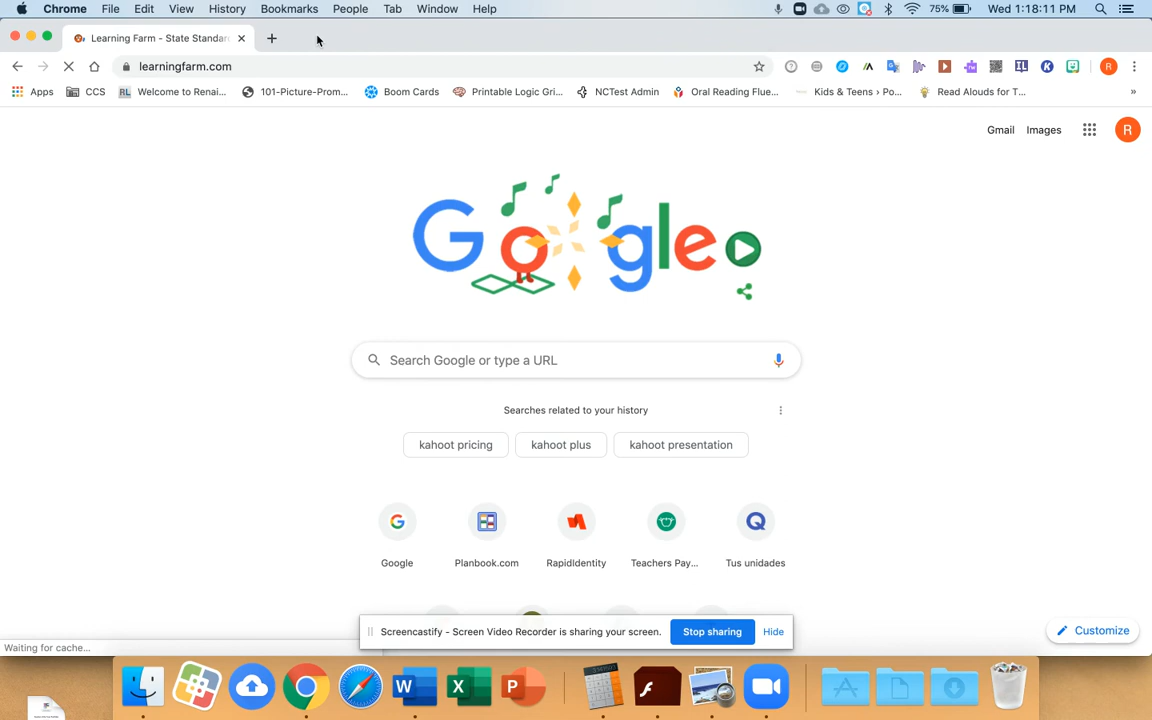 Chrome File Edit View History Bookmarks People Tab Window Help 75% Wed 1:18:11 PM
Learning Farm - State Standar
learningfarm.com
Apps CCS RL Welcome to Renai... 101-Picture-Prom... Boom Cards Printable Logic Gri... NCTest Admin Oral Reading Flue... Kids & Teens › Po... Read Alouds for T... »
Gmail Images R
Google
Search Google or type a URL
Searches related to your history
kahoot pricing kahoot plus kahoot presentation
Google Planbook.com RapidIdentity Teachers Pay... Tus unidades
Screencastify - Screen Video Recorder is sharing your screen. Stop sharing Hide
Customize
Waiting for cache...